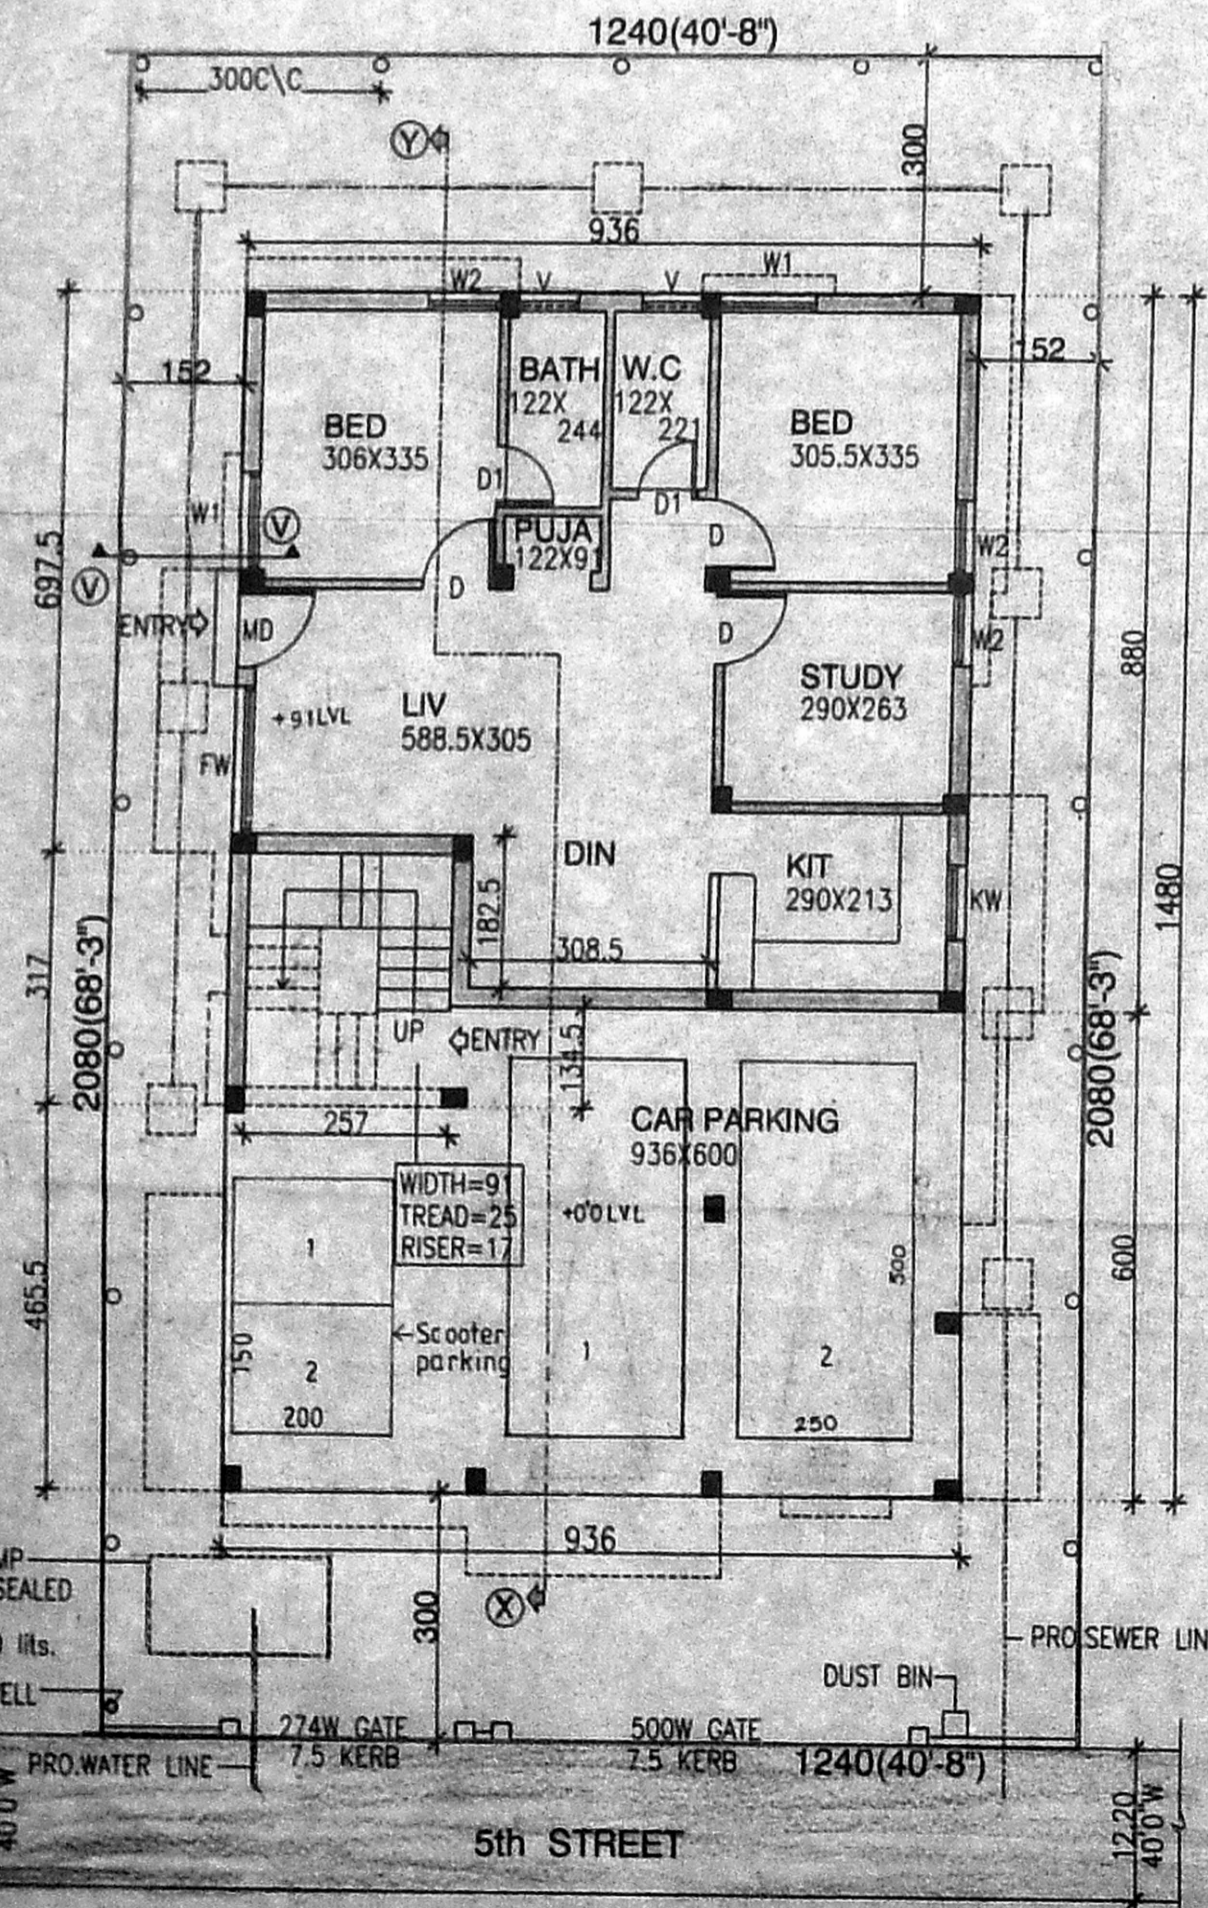 1240(40'-8")
300C\C
Y
300
936
W2
V
V
W1
152
152
BATH
122X
244
W.C
122X
221
BED
306X335
BED
305.5X335
D1
D1
W1
V
V
PUJA
122X91
D
D
W2
697.5
ENTRY
MD
D
W2
880
STUDY
290X263
LIV
588.5X305
+91LVL
FW
DIN
KIT
290X213
KW
1480
182.5
308.5
317
2080(68'-3")
2080(68'-3")
UP
ENTRY
134.5
257
CAR PARKING
936X600
WIDTH=91
TREAD=25
RISER=17
+0'0 LVL
1
500
600
465.5
Scooter
parking
150
2
200
1
2
250
936
X
300
MP
SEALED
lits.
ELL
PRO.SEWER LIN
DUST BIN
274W GATE
7.5 KERB
500W GATE
7.5 KERB
PRO.WATER LINE
1240(40'-8")
40'0"W
5th STREET
12.20
40'0"W